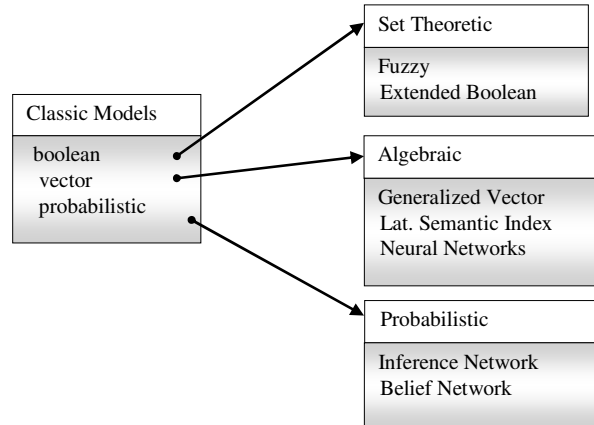 Classic Models
boolean
vector
probabilistic
Set Theoretic
Fuzzy
Extended Boolean
Algebraic
Generalized Vector
Lat. Semantic Index
Neural Networks
Probabilistic
Inference Network
Belief Network